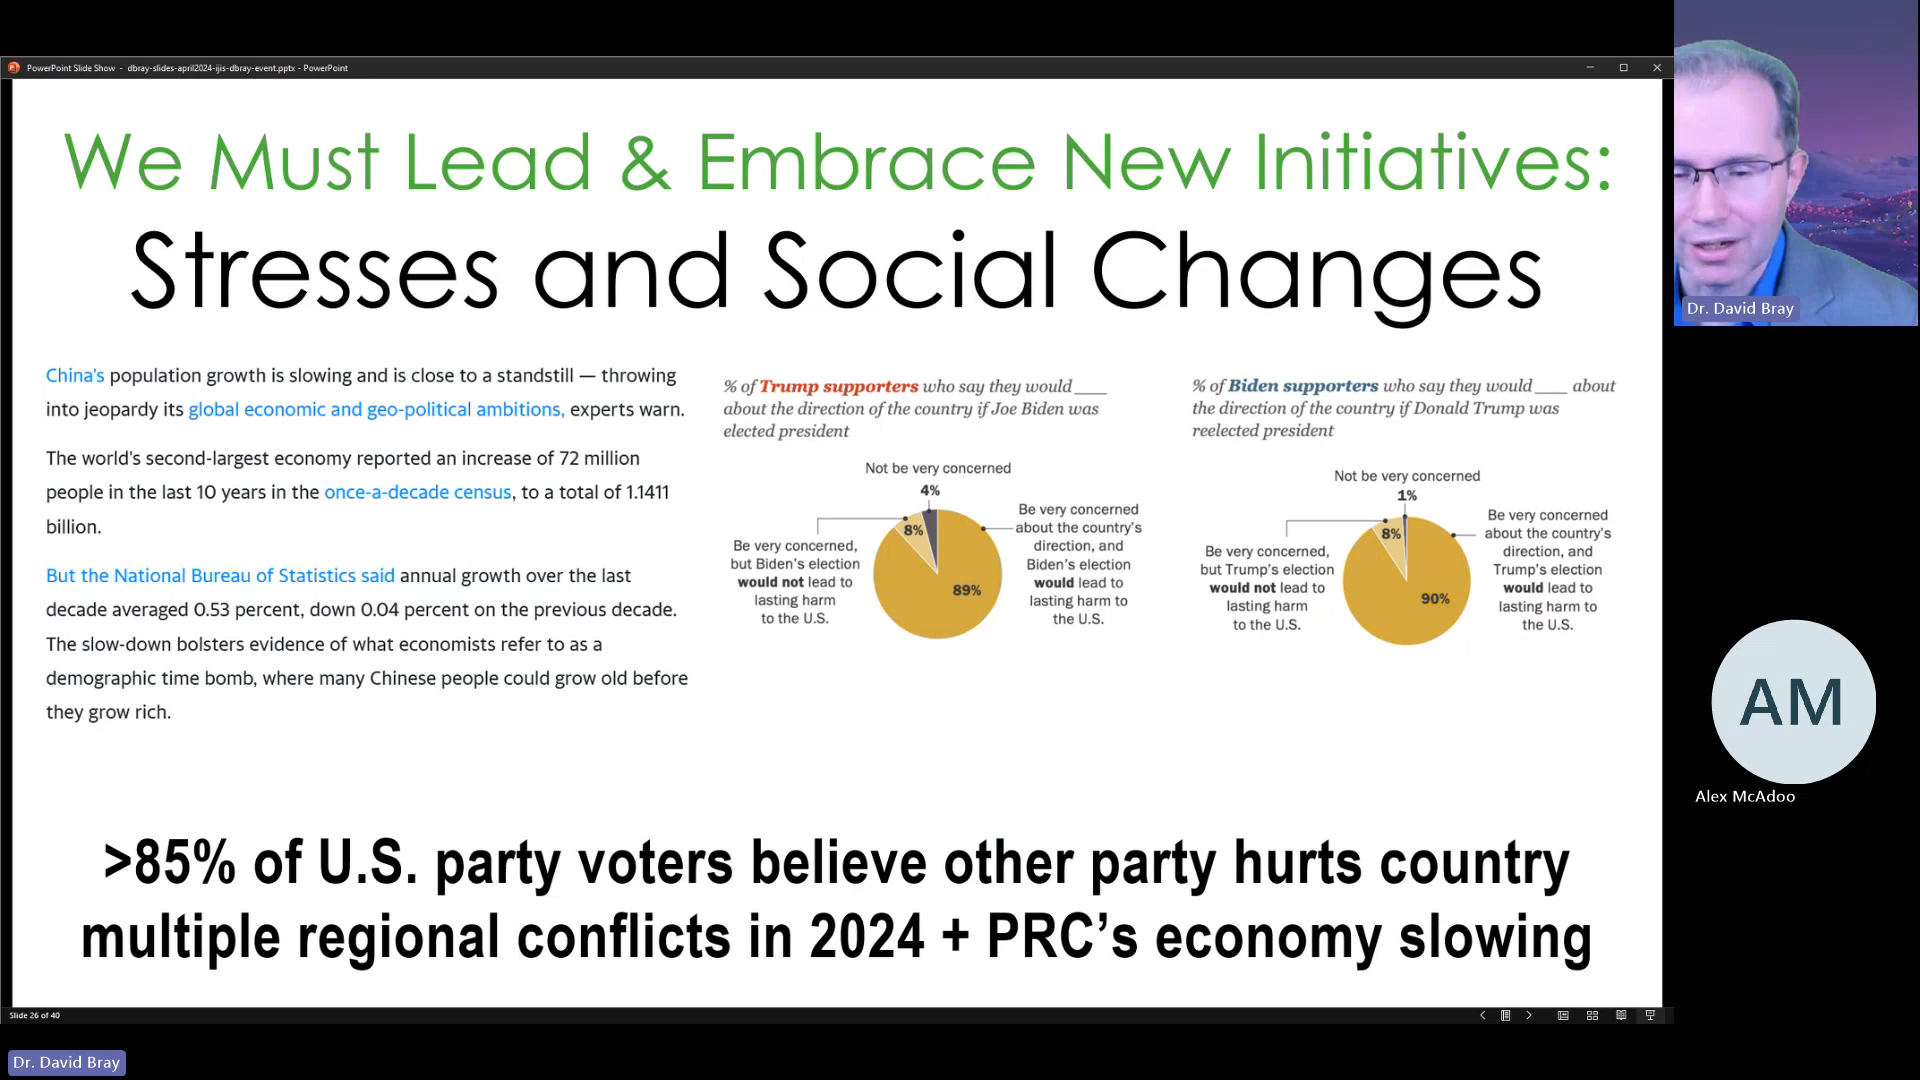 PowerPoint Slide Show - dbray-slides-april2024-ijis-dbray-event.pptx - PowerPoint
We Must Lead & Embrace New Initiatives:
Stresses and Social Changes
China's population growth is slowing and is close to a standstill — throwing
into jeopardy its global economic and geo-political ambitions, experts warn.
The world's second-largest economy reported an increase of 72 million
people in the last 10 years in the once-a-decade census, to a total of 1.1411
billion.
But the National Bureau of Statistics said annual growth over the last
decade averaged 0.53 percent, down 0.04 percent on the previous decade.
The slow-down bolsters evidence of what economists refer to as a
demographic time bomb, where many Chinese people could grow old before
they grow rich.
% of Trump supporters who say they would ___
about the direction of the country if Joe Biden was
elected president
Not be very concerned
4%
8%
89%
Be very concerned,
but Biden's election
would not lead to
lasting harm
to the U.S.
Be very concerned
about the country's
direction, and
Biden's election
would lead to
lasting harm to
the U.S.
% of Biden supporters who say they would ___ about
the direction of the country if Donald Trump was
reelected president
Not be very concerned
1%
8%
90%
Be very concerned,
but Trump's election
would not lead to
lasting harm
to the U.S.
Be very concerned
about the country's
direction, and
Trump's election
would lead to
lasting harm to
the U.S.
>85% of U.S. party voters believe other party hurts country
multiple regional conflicts in 2024 + PRC’s economy slowing
Slide 26 of 40
Dr. David Bray
AM
Alex McAdoo
Dr. David Bray